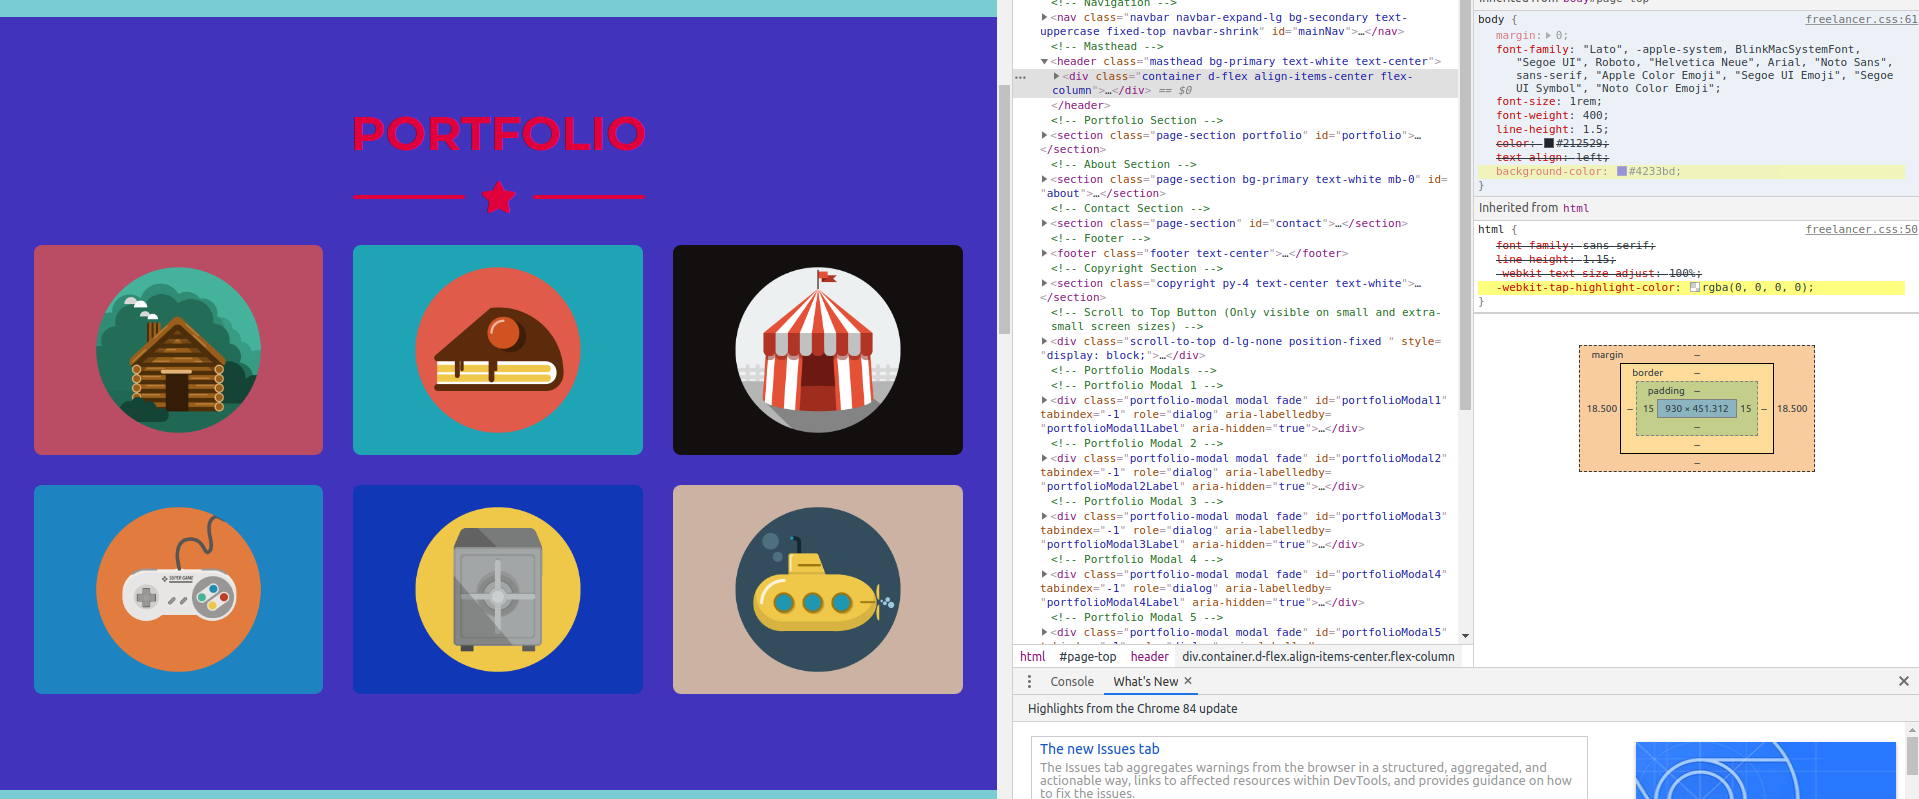 PORTFOLIO
SUPER GAME
<!-- Navigation -->
<nav class="navbar navbar-expand-lg bg-secondary text-
uppercase fixed-top navbar-shrink" id="mainNav">…</nav>
<!-- Masthead -->
<header class="masthead bg-primary text-white text-center">
<div class="container d-flex align-items-center flex-
column">…</div> == $0
</header>
<!-- Portfolio Section -->
<section class="page-section portfolio" id="portfolio">…
</section>
<!-- About Section -->
<section class="page-section bg-primary text-white mb-0" id=
"about">…</section>
<!-- Contact Section -->
<section class="page-section" id="contact">…</section>
<!-- Footer -->
<footer class="footer text-center">…</footer>
<!-- Copyright Section -->
<section class="copyright py-4 text-center text-white">…
</section>
<!-- Scroll to Top Button (Only visible on small and extra-
small screen sizes) -->
<div class="scroll-to-top d-lg-none position-fixed " style=
"display: block;">…</div>
<!-- Portfolio Modals -->
<!-- Portfolio Modal 1 -->
<div class="portfolio-modal modal fade" id="portfolioModal1"
tabindex="-1" role="dialog" aria-labelledby=
"portfolioModal1Label" aria-hidden="true">…</div>
<!-- Portfolio Modal 2 -->
<div class="portfolio-modal modal fade" id="portfolioModal2"
tabindex="-1" role="dialog" aria-labelledby=
"portfolioModal2Label" aria-hidden="true">…</div>
<!-- Portfolio Modal 3 -->
<div class="portfolio-modal modal fade" id="portfolioModal3"
tabindex="-1" role="dialog" aria-labelledby=
"portfolioModal3Label" aria-hidden="true">…</div>
<!-- Portfolio Modal 4 -->
<div class="portfolio-modal modal fade" id="portfolioModal4"
tabindex="-1" role="dialog" aria-labelledby=
"portfolioModal4Label" aria-hidden="true">…</div>
<!-- Portfolio Modal 5 -->
<div class="portfolio-modal modal fade" id="portfolioModal5"
html #page-top header div.container.d-flex.align-items-center.flex-column
Inherited from body#page-top
body { freelancer.css:61
margin: 0;
font-family: "Lato", -apple-system, BlinkMacSystemFont,
"Segoe UI", Roboto, "Helvetica Neue", Arial, "Noto Sans",
sans-serif, "Apple Color Emoji", "Segoe UI Emoji", "Segoe
UI Symbol", "Noto Color Emoji";
font-size: 1rem;
font-weight: 400;
line-height: 1.5;
color: #212529;
text-align: left;
background-color: #4233bd;
}
Inherited from html
html { freelancer.css:50
font-family: sans-serif;
line-height: 1.15;
-webkit-text-size-adjust: 100%;
-webkit-tap-highlight-color: rgba(0, 0, 0, 0);
}
margin –
border –
padding –
18.500 – 15 930 × 451.312 15 – 18.500
–
–
–
Console What's New ×
Highlights from the Chrome 84 update
The new Issues tab
The Issues tab aggregates warnings from the browser in a structured, aggregated, and
actionable way, links to affected resources within DevTools, and provides guidance on how
to fix the issues.